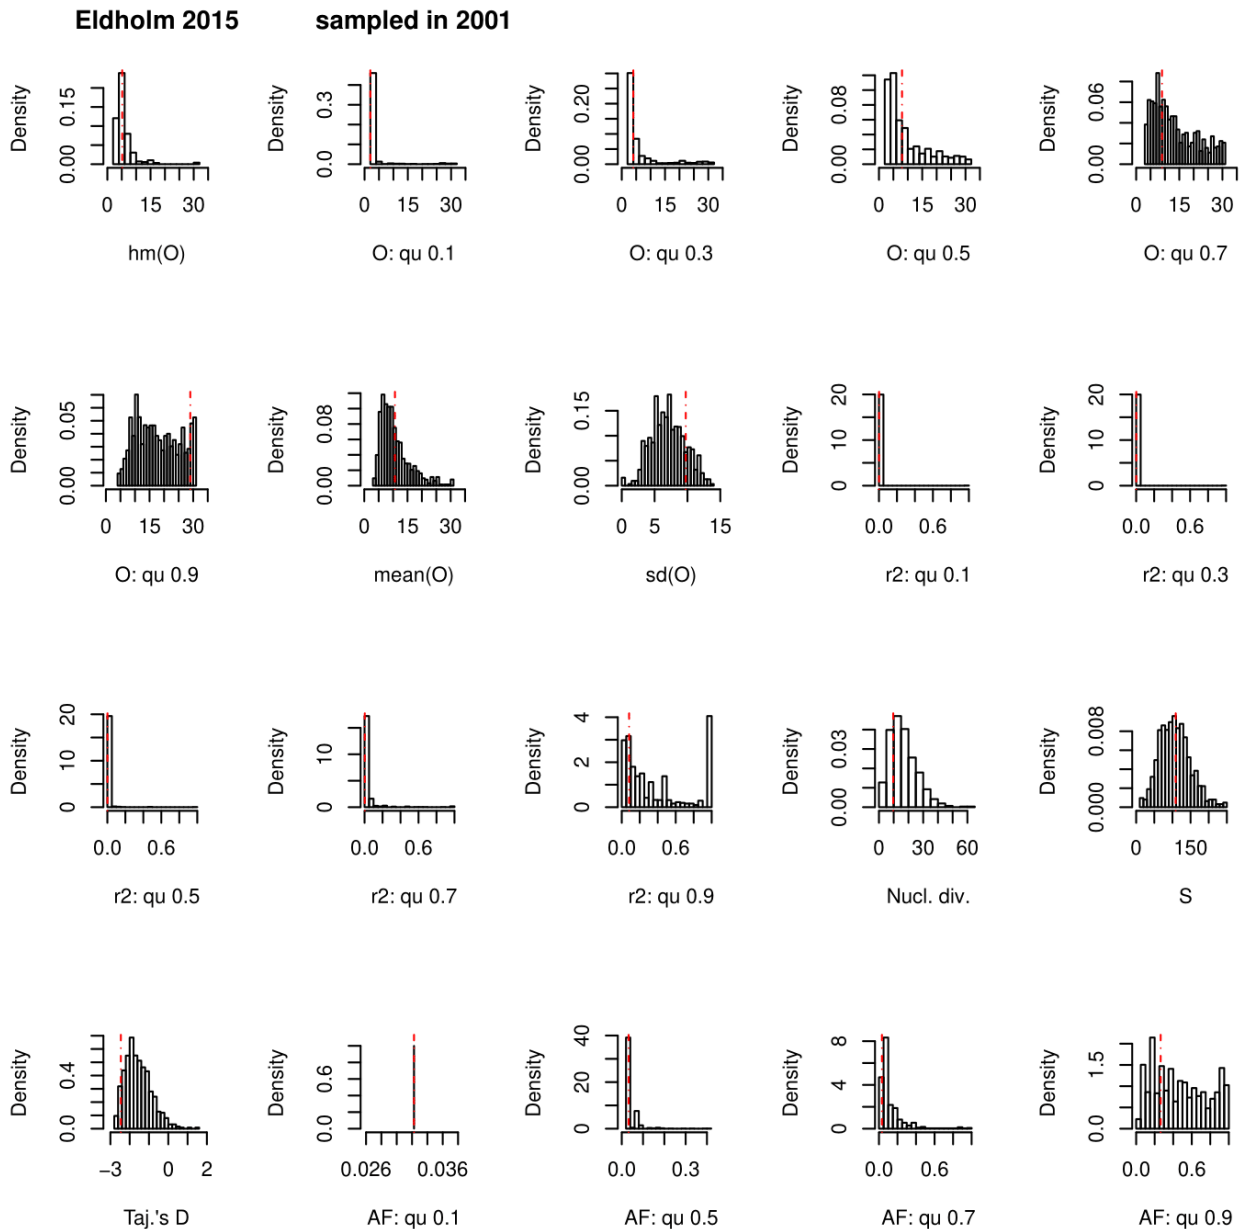 Eldholm 2015 sampled in 2001
Density 0.00 0.15 0 15 30 hm(O)
Density 0.0 0.3 0 15 30 O: qu 0.1
Density 0.00 0.20 0 15 30 O: qu 0.3
Density 0.00 0.08 0 15 30 O: qu 0.5
Density 0.00 0.06 0 15 30 O: qu 0.7
Density 0.00 0.05 0 15 30 O: qu 0.9
Density 0.00 0.08 0 15 30 mean(O)
Density 0.00 0.15 0 5 15 sd(O)
Density 0 10 20 0.0 0.6 r2: qu 0.1
Density 0 10 20 0.0 0.6 r2: qu 0.3
Density 0 10 20 0.0 0.6 r2: qu 0.5
Density 0 10 0.0 0.6 r2: qu 0.7
Density 0 2 4 0.0 0.6 r2: qu 0.9
Density 0.00 0.03 0 30 60 Nucl. div.
Density 0.000 0.008 0 150 S
Density 0.0 0.4 −3 0 2 Taj.'s D
Density 0.0 0.6 0.026 0.036 AF: qu 0.1
Density 0 20 40 0.0 0.3 AF: qu 0.5
Density 0 4 8 0.0 0.6 AF: qu 0.7
Density 0.0 1.5 0.0 0.6 AF: qu 0.9